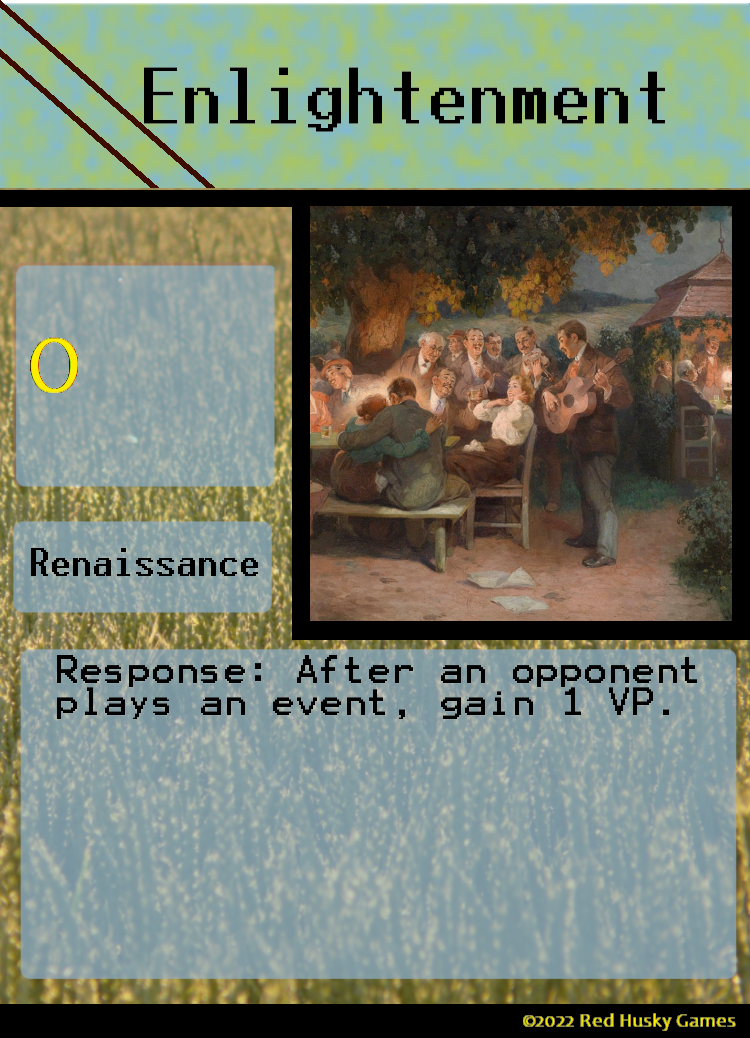 Enlightenment
O
Renaissance
Response: After an opponent
plays an event, gain 1 VP.
©2022 Red Husky Games